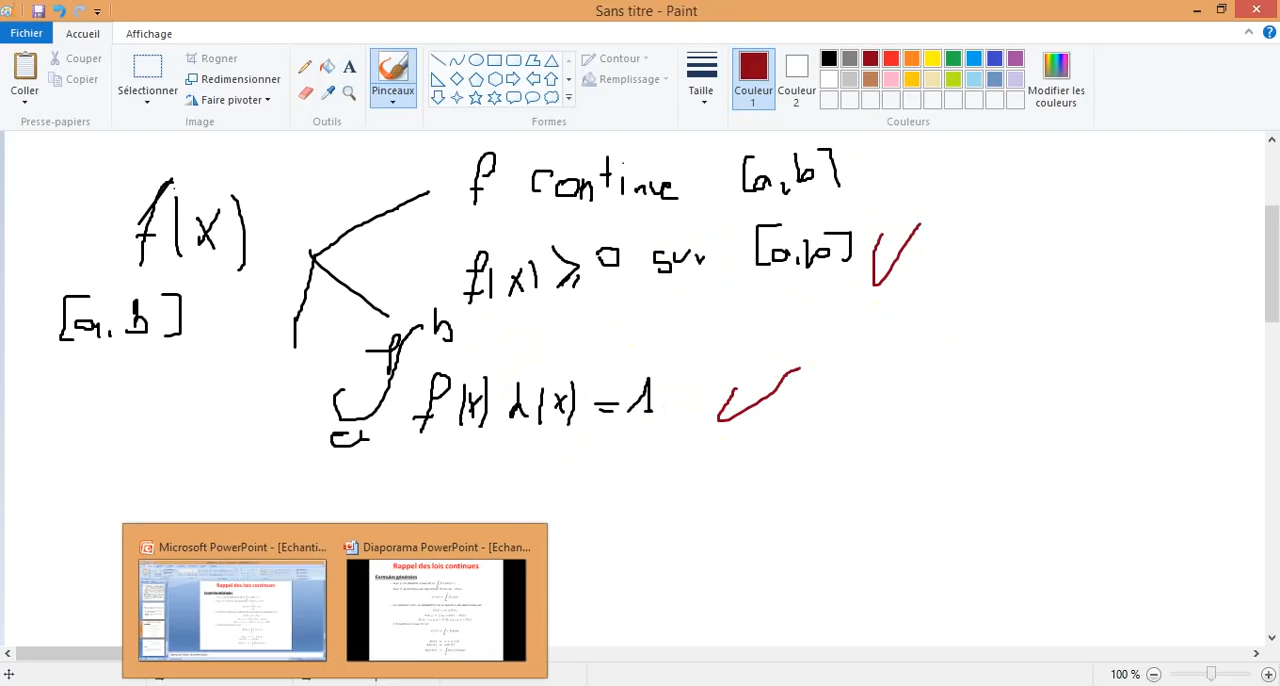 Sans titre - Paint
Fichier Accueil Affichage
Coller
Couper
Copier
Presse-papiers
Sélectionner
Rogner
Redimensionner
Faire pivoter
Image
Outils
Pinceaux
Contour
Remplissage
Formes
Taille
Couleur 1
Couleur 2
Modifier les couleurs
Couleurs
f(x)
[a, b]
f continue [a, b]
f(x) ⩾ 0 sur [a, b]
b
∫ f(x) d(x) = 1
a
Microsoft PowerPoint - [Echanti...
Diaporama PowerPoint - [Echan...
Rappel des lois continues
Rappel des lois continues
Formules générales
100 %